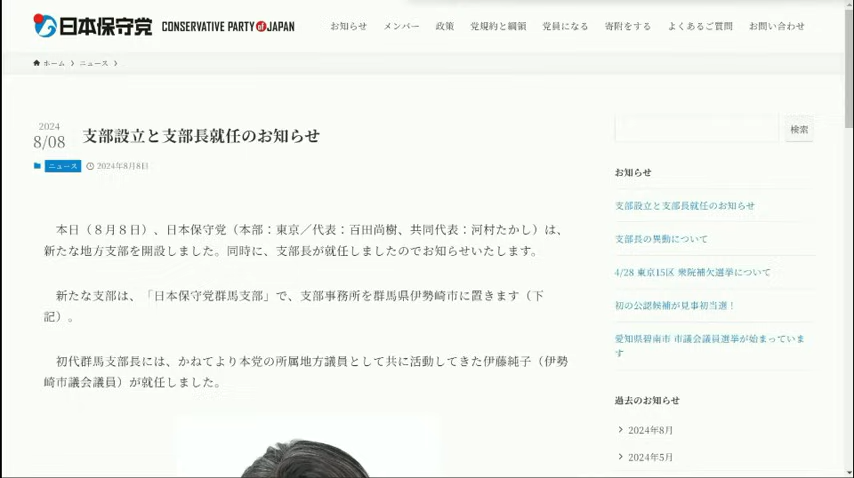 日本保守党 CONSERVATIVE PARTY of JAPAN
お知らせ メンバー 政策 党規約と綱領 党員になる 寄附をする よくあるご質問 お問い合わせ
ホーム ニュース
2024
8/08
支部設立と支部長就任のお知らせ
ニュース 2024年8月8日
本日（８月８日）、日本保守党（本部：東京／代表：百田尚樹、共同代表：河村たかし）は、
新たな地方支部を開設しました。同時に、支部長が就任しましたのでお知らせいたします。
新たな支部は、「日本保守党群馬支部」で、支部事務所を群馬県伊勢崎市に置きます（下
記）。
初代群馬支部長には、かねてより本党の所属地方議員として共に活動してきた伊藤純子（伊勢
崎市議会議員）が就任しました。
検索
お知らせ
支部設立と支部長就任のお知らせ
支部長の異動について
4/28 東京15区 衆院補欠選挙について
初の公認候補が見事初当選！
愛知県碧南市 市議会議員選挙が始まっていま
す
過去のお知らせ
2024年8月
2024年5月